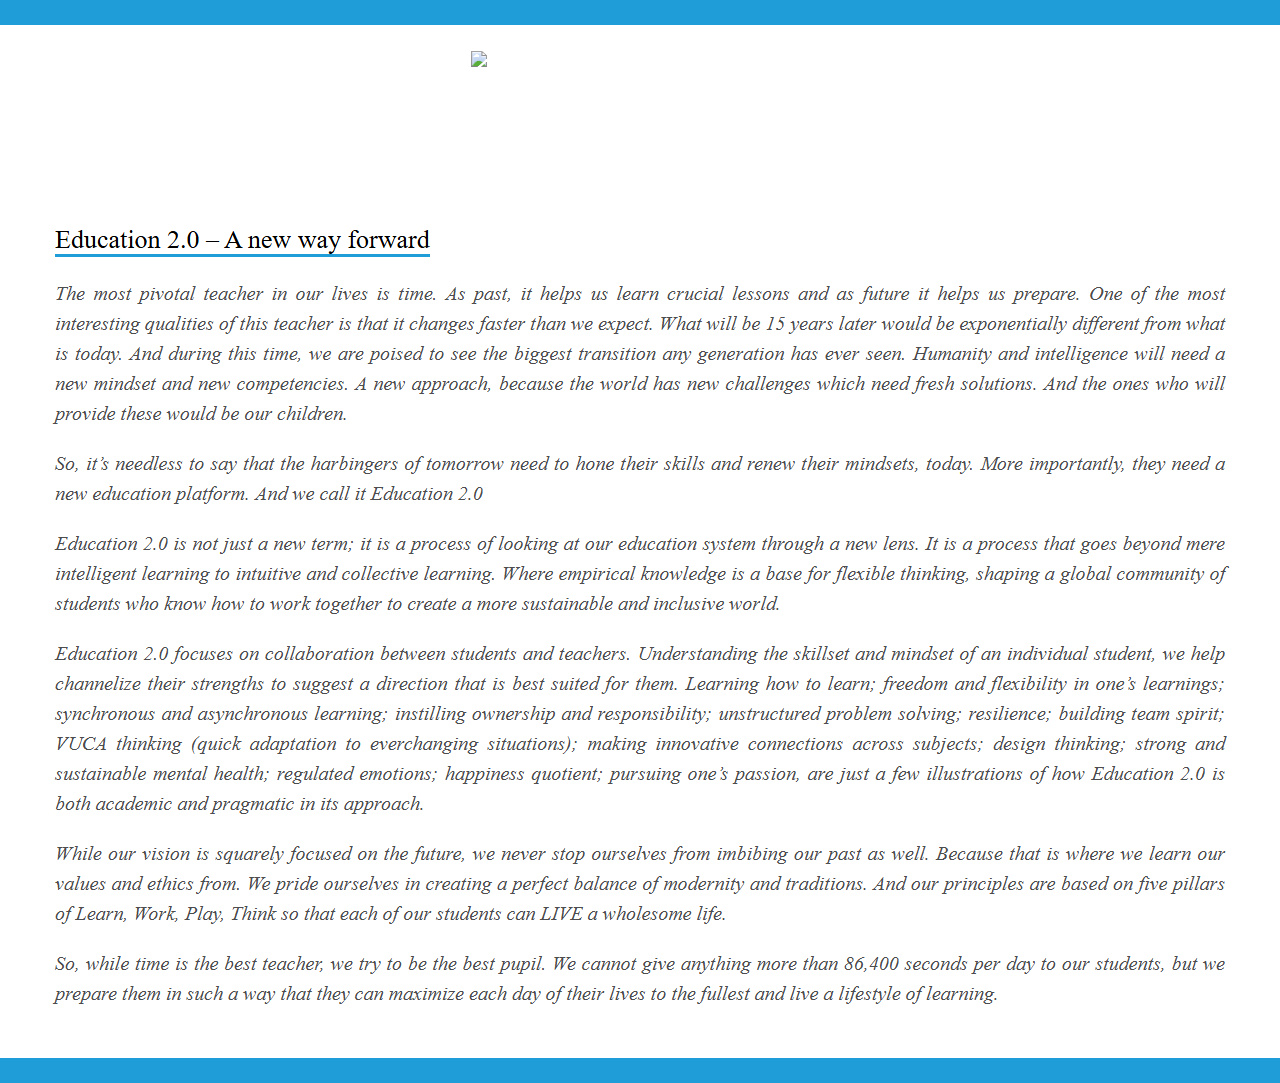 Education 2.0 – A new way forward
The most pivotal teacher in our lives is time. As past, it helps us learn crucial lessons and as future it helps us prepare. One of the most
interesting qualities of this teacher is that it changes faster than we expect. What will be 15 years later would be exponentially different from what
is today. And during this time, we are poised to see the biggest transition any generation has ever seen. Humanity and intelligence will need a
new mindset and new competencies. A new approach, because the world has new challenges which need fresh solutions. And the ones who will
provide these would be our children.
So, it’s needless to say that the harbingers of tomorrow need to hone their skills and renew their mindsets, today. More importantly, they need a
new education platform. And we call it Education 2.0
Education 2.0 is not just a new term; it is a process of looking at our education system through a new lens. It is a process that goes beyond mere
intelligent learning to intuitive and collective learning. Where empirical knowledge is a base for flexible thinking, shaping a global community of
students who know how to work together to create a more sustainable and inclusive world.
Education 2.0 focuses on collaboration between students and teachers. Understanding the skillset and mindset of an individual student, we help
channelize their strengths to suggest a direction that is best suited for them. Learning how to learn; freedom and flexibility in one’s learnings;
synchronous and asynchronous learning; instilling ownership and responsibility; unstructured problem solving; resilience; building team spirit;
VUCA thinking (quick adaptation to everchanging situations); making innovative connections across subjects; design thinking; strong and
sustainable mental health; regulated emotions; happiness quotient; pursuing one’s passion, are just a few illustrations of how Education 2.0 is
both academic and pragmatic in its approach.
While our vision is squarely focused on the future, we never stop ourselves from imbibing our past as well. Because that is where we learn our
values and ethics from. We pride ourselves in creating a perfect balance of modernity and traditions. And our principles are based on five pillars
of Learn, Work, Play, Think so that each of our students can LIVE a wholesome life.
So, while time is the best teacher, we try to be the best pupil. We cannot give anything more than 86,400 seconds per day to our students, but we
prepare them in such a way that they can maximize each day of their lives to the fullest and live a lifestyle of learning.